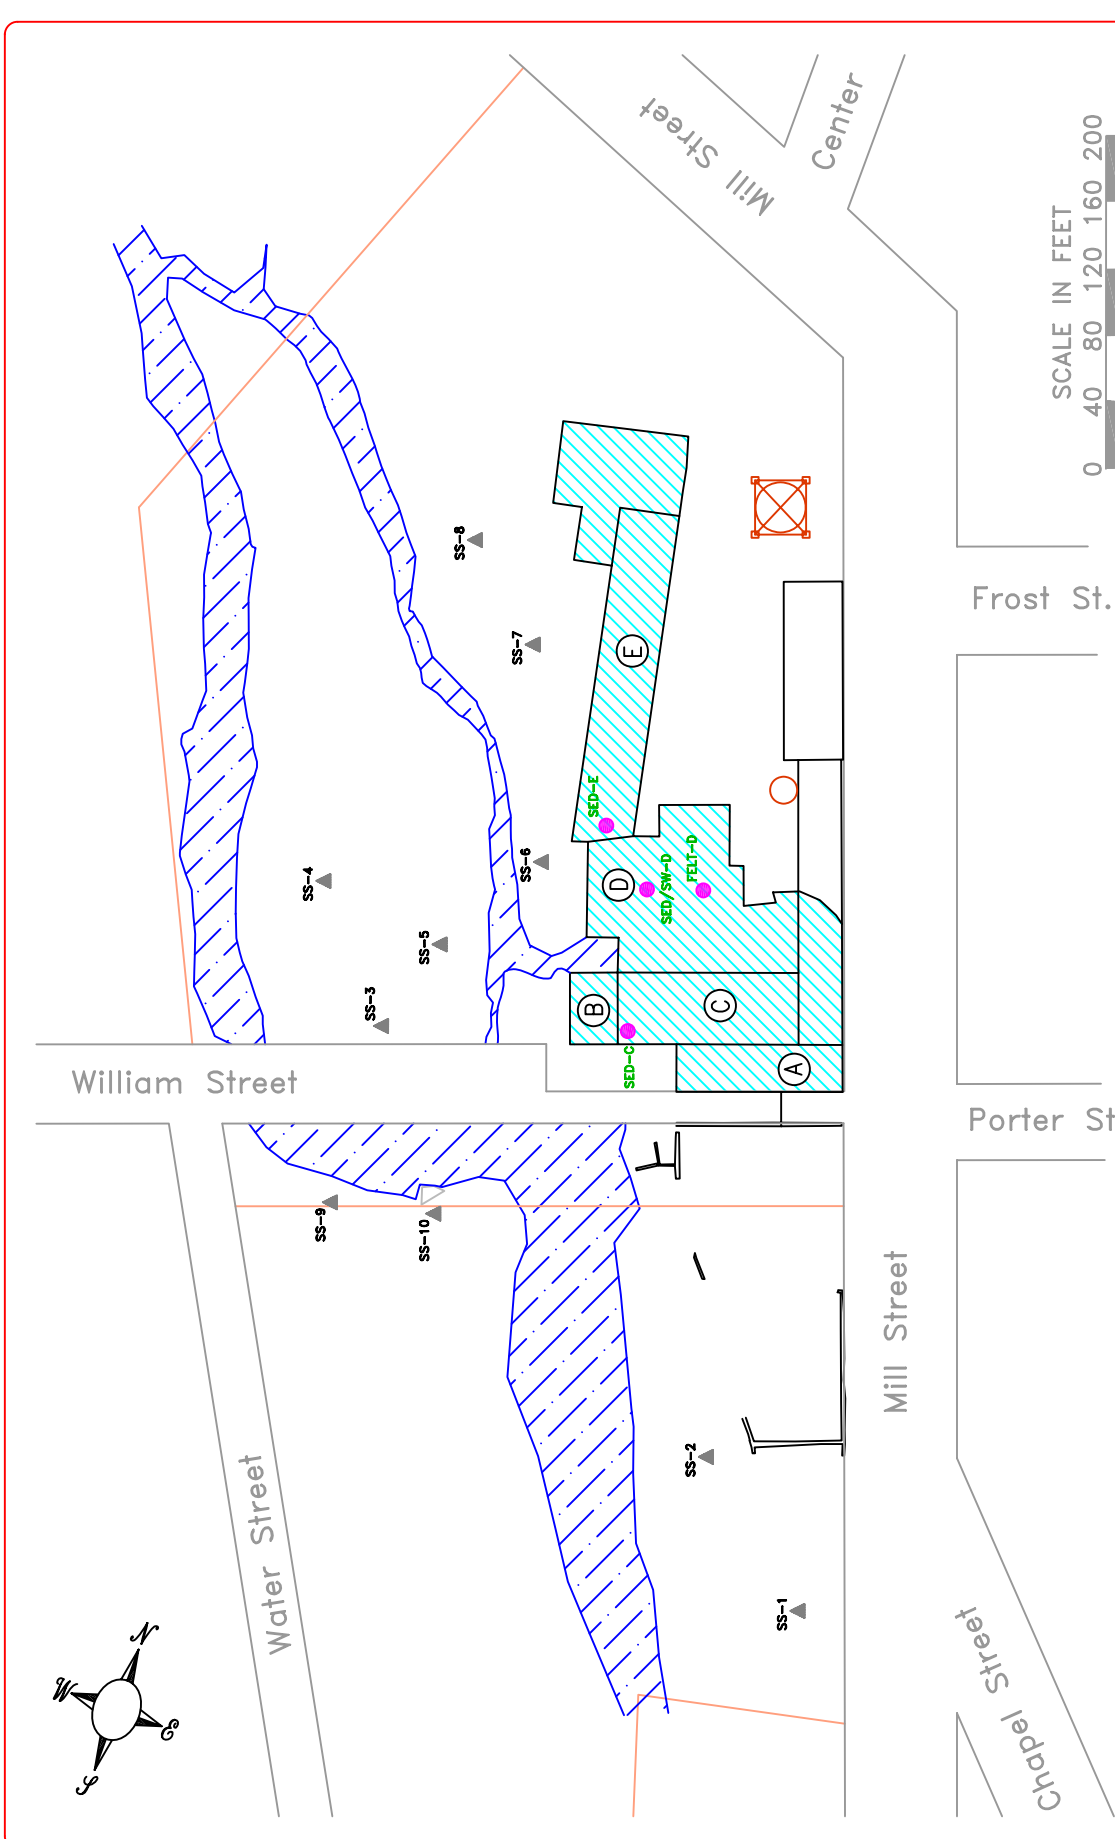 Mill Street
Center
SCALE IN FEET
0 40 80 120 160 200
SS-8
SS-7
E
Frost St.
SED-E
SS-6
SS-4
D
SED/SW-D
FELT-D
SS-5
SS-3
B
C
SED-C
A
William Street
Porter St
SS-9
SS-10
Mill Street
SS-2
Water Street
SS-1
Chapel Street
N
W
E
S